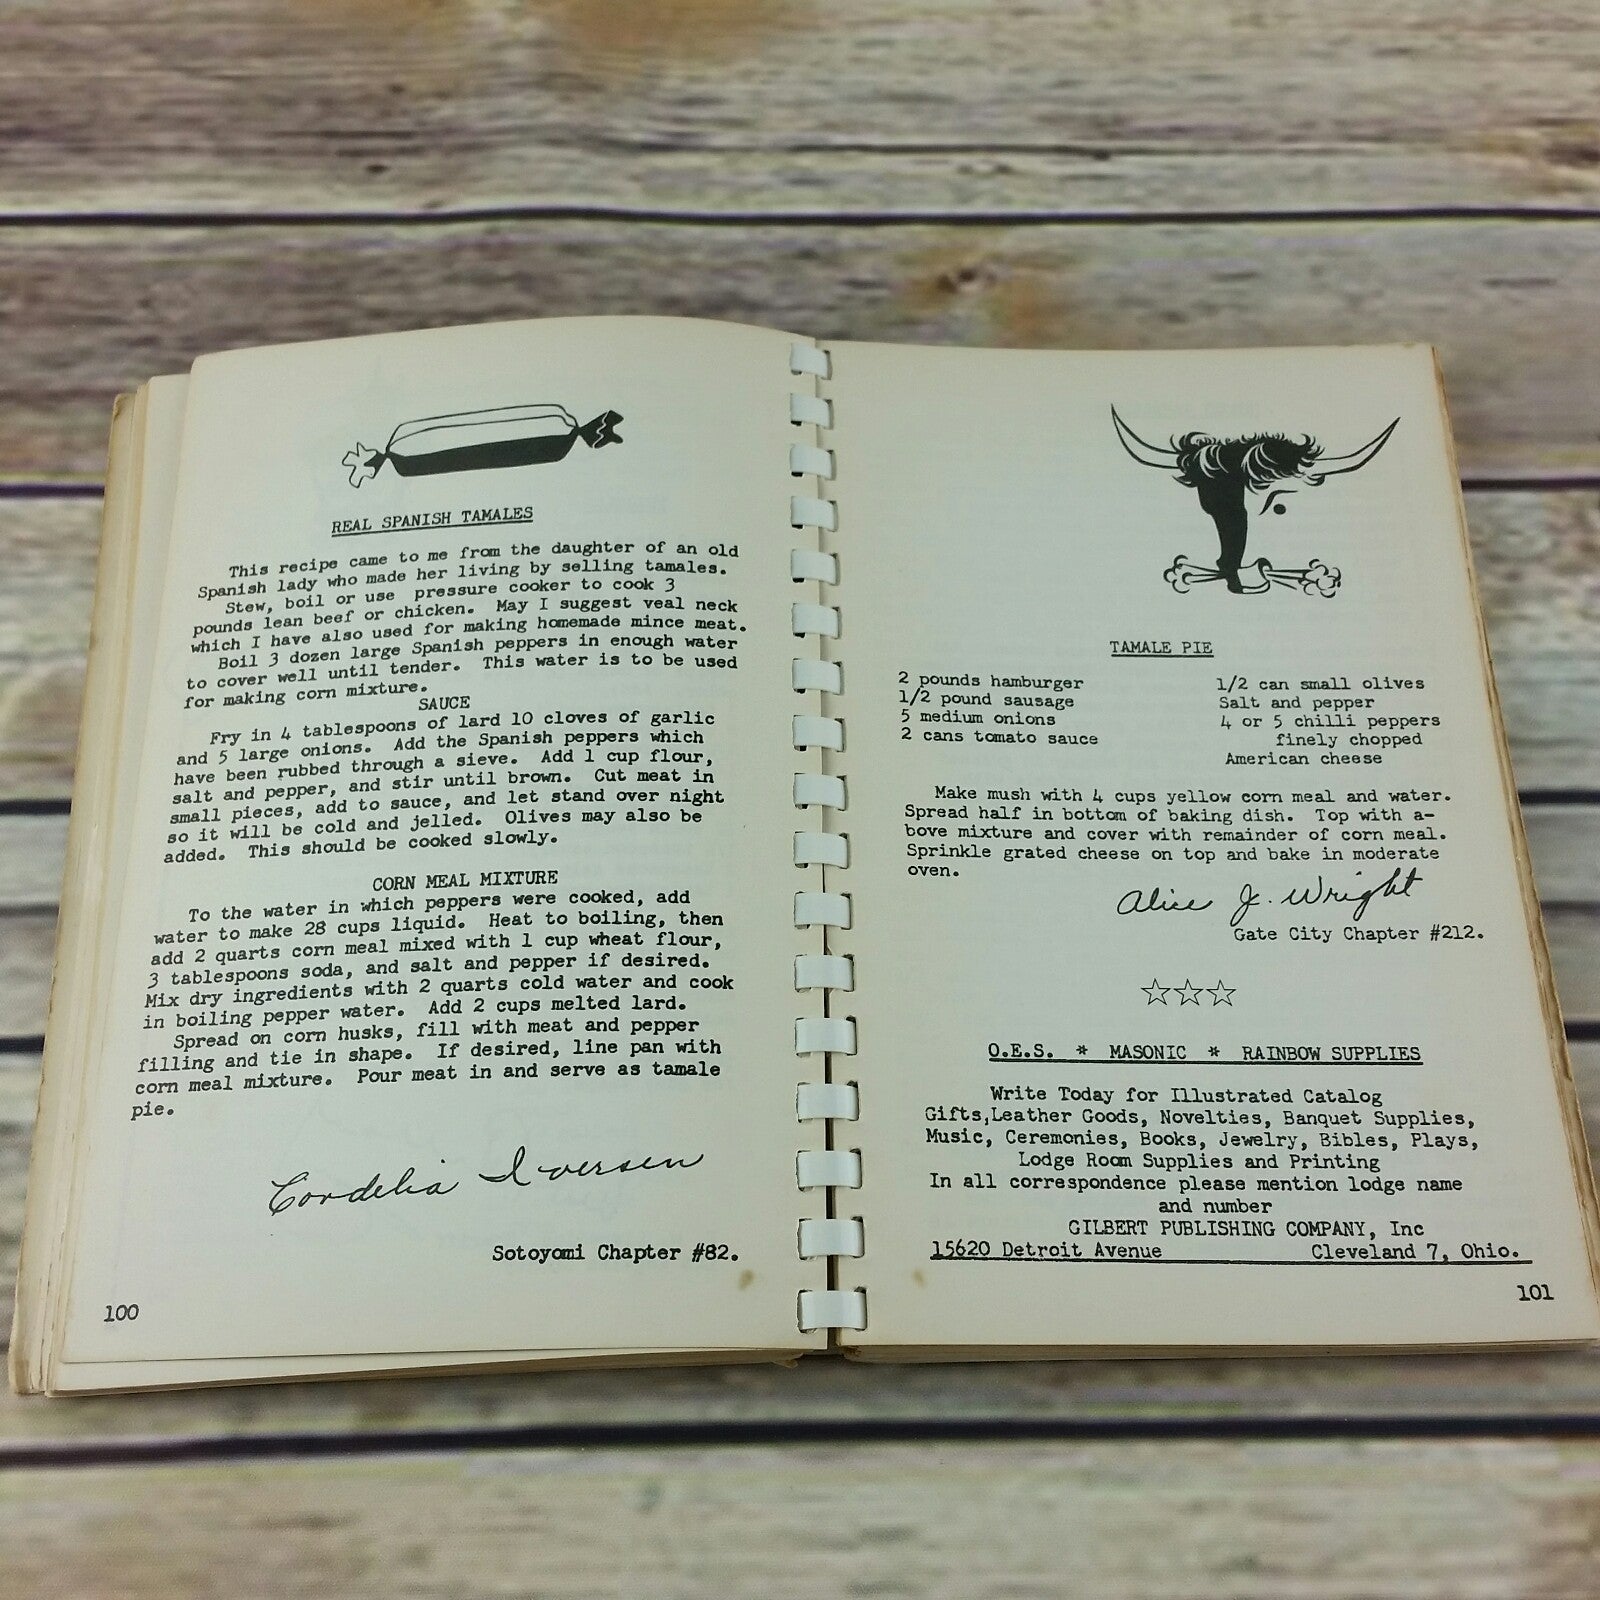 REAL SPANISH TAMALES
This recipe came to me from the daughter of an old
Spanish lady who made her living by selling tamales.
Stew, boil or use pressure cooker to cook 3
pounds lean beef or chicken. May I suggest veal neck
which I have also used for making homemade mince meat.
Boil 3 dozen large Spanish peppers in enough water
to cover well until tender. This water is to be used
for making corn mixture.
SAUCE
Fry in 4 tablespoons of lard 10 cloves of garlic
and 5 large onions. Add the Spanish peppers which
have been rubbed through a sieve. Add 1 cup flour,
salt and pepper, and stir until brown. Cut meat in
small pieces, add to sauce, and let stand over night
so it will be cold and jelled. Olives may also be
added. This should be cooked slowly.
CORN MEAL MIXTURE
To the water in which peppers were cooked, add
water to make 28 cups liquid. Heat to boiling, then
add 2 quarts corn meal mixed with 1 cup wheat flour,
3 tablespoons soda, and salt and pepper if desired.
Mix dry ingredients with 2 quarts cold water and cook
in boiling pepper water. Add 2 cups melted lard.
Spread on corn husks, fill with meat and pepper
filling and tie in shape. If desired, line pan with
corn meal mixture. Pour meat in and serve as tamale
pie.
Cordelia Iversen
Sotoyomi Chapter #82.
100
TAMALE PIE
2 pounds hamburger
1/2 pound sausage
5 medium onions
2 cans tomato sauce
1/2 can small olives
Salt and pepper
4 or 5 chilli peppers
finely chopped
American cheese
Make mush with 4 cups yellow corn meal and water.
Spread half in bottom of baking dish. Top with a-
bove mixture and cover with remainder of corn meal.
Sprinkle grated cheese on top and bake in moderate
oven.
Alice J. Wright
Gate City Chapter #212.
☆☆☆
O.E.S. * MASONIC * RAINBOW SUPPLIES
Write Today for Illustrated Catalog
Gifts,Leather Goods, Novelties, Banquet Supplies,
Music, Ceremonies, Books, Jewelry, Bibles, Plays,
Lodge Room Supplies and Printing
In all correspondence please mention lodge name
and number
GILBERT PUBLISHING COMPANY, Inc
15620 Detroit Avenue Cleveland 7, Ohio.
101